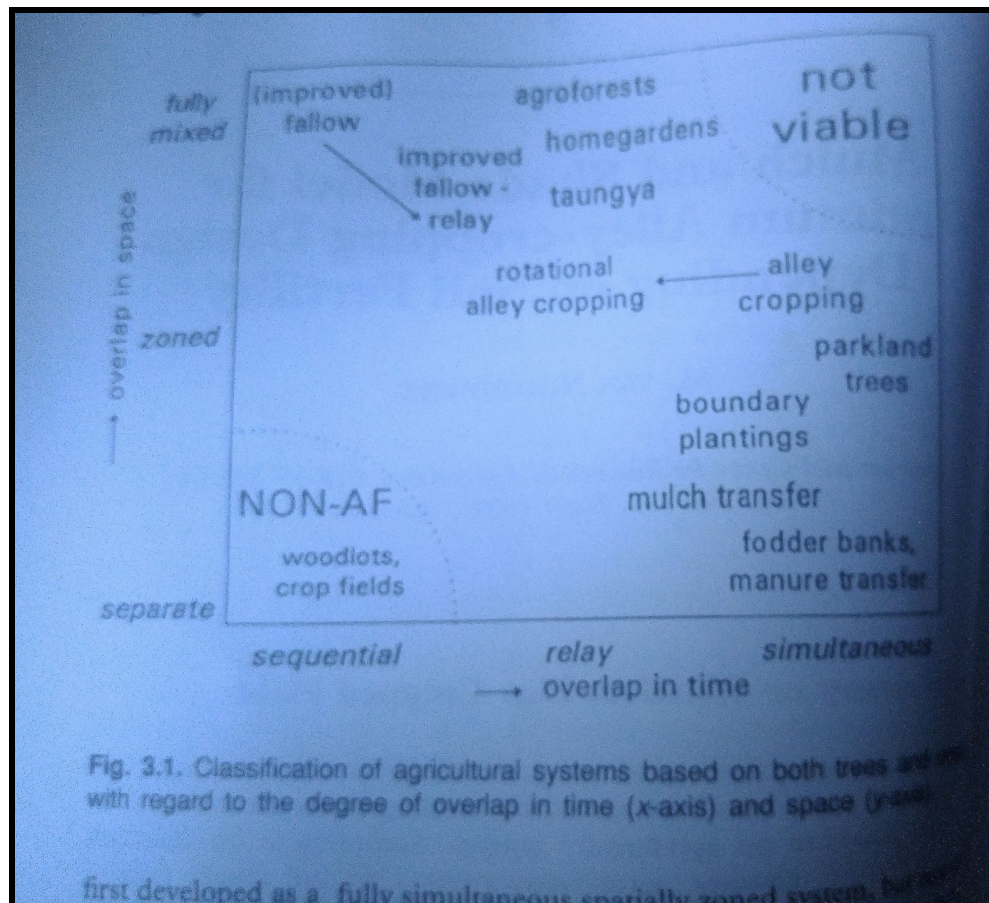 not
viable
(improved)
fallow
agroforests
homegardens
fully
mixed
improved
fallow -
relay
taungya
rotational
alley cropping
alley
cropping
→ overlap in space
zoned
parkland
trees
boundary
plantings
NON-AF
woodlots,
crop fields
mulch transfer
fodder banks,
manure transfer
separate
sequential
relay
simultaneous
→ overlap in time
Fig. 3.1. Classification of agricultural systems based on both trees and
with regard to the degree of overlap in time (x-axis) and space (y-axis)
first developed as a fully simultaneous spatially zoned system, but